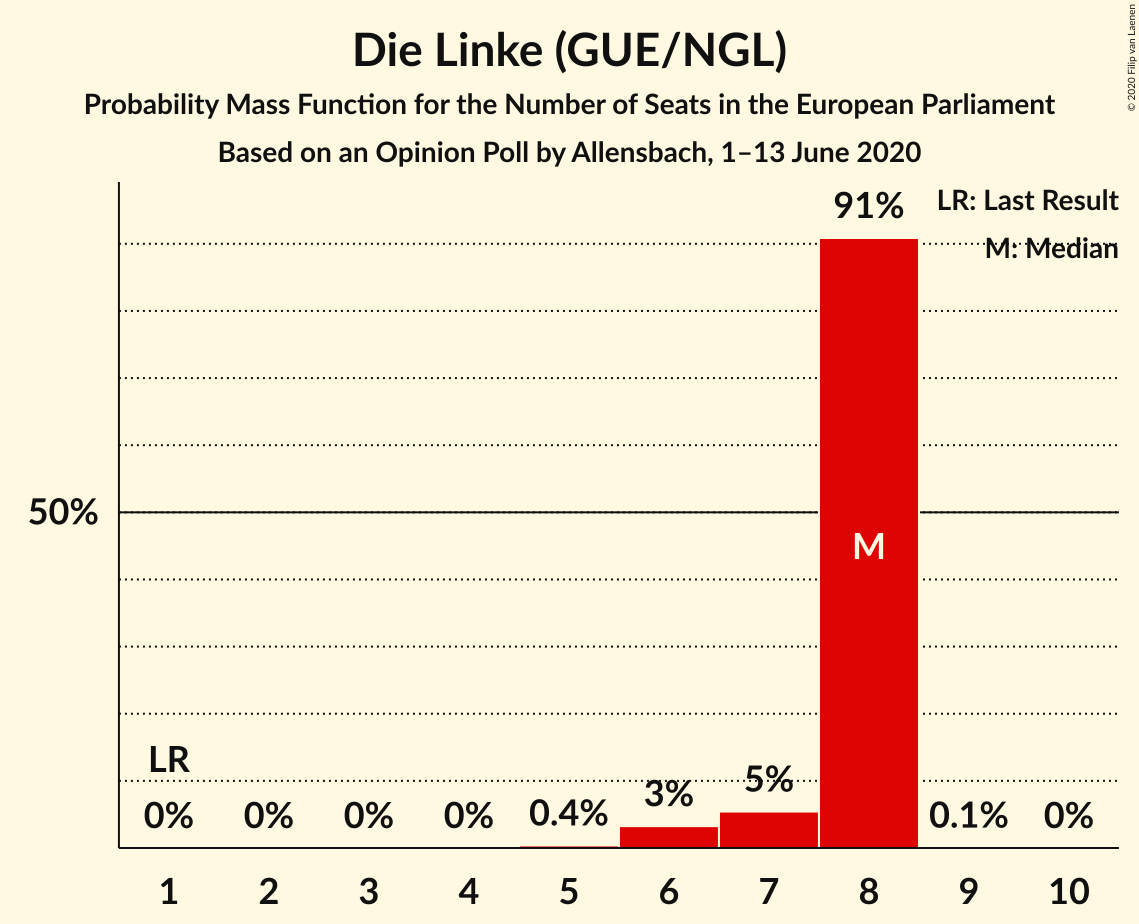 Die Linke (GUE/NGL)
Probability Mass Function for the Number of Seats in the European Parliament
Based on an Opinion Poll by Allensbach, 1–13 June 2020
© 2020 Filip van Laenen
91%
LR: Last Result
M: Median
50%
M
LR
0%
0%
0%
0%
0.4%
3%
5%
0.1%
0%
1
2
3
4
5
6
7
8
9
10